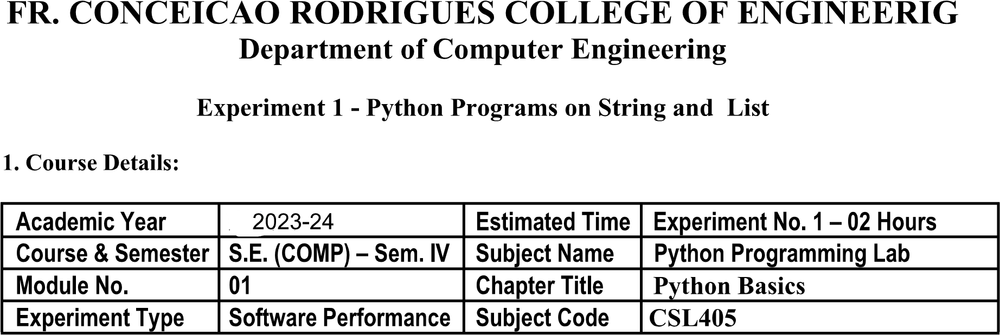 FR. CONCEICAO RODRIGUES COLLEGE OF ENGINEERIG
Department of Computer Engineering
Experiment 1 - Python Programs on String and  List
1. Course Details:
Academic Year 2023-24 Estimated Time Experiment No. 1 – 02 Hours
Course & Semester S.E. (COMP) – Sem. IV Subject Name Python Programming Lab
Module No. 01 Chapter Title Python Basics
Experiment Type Software Performance Subject Code CSL405